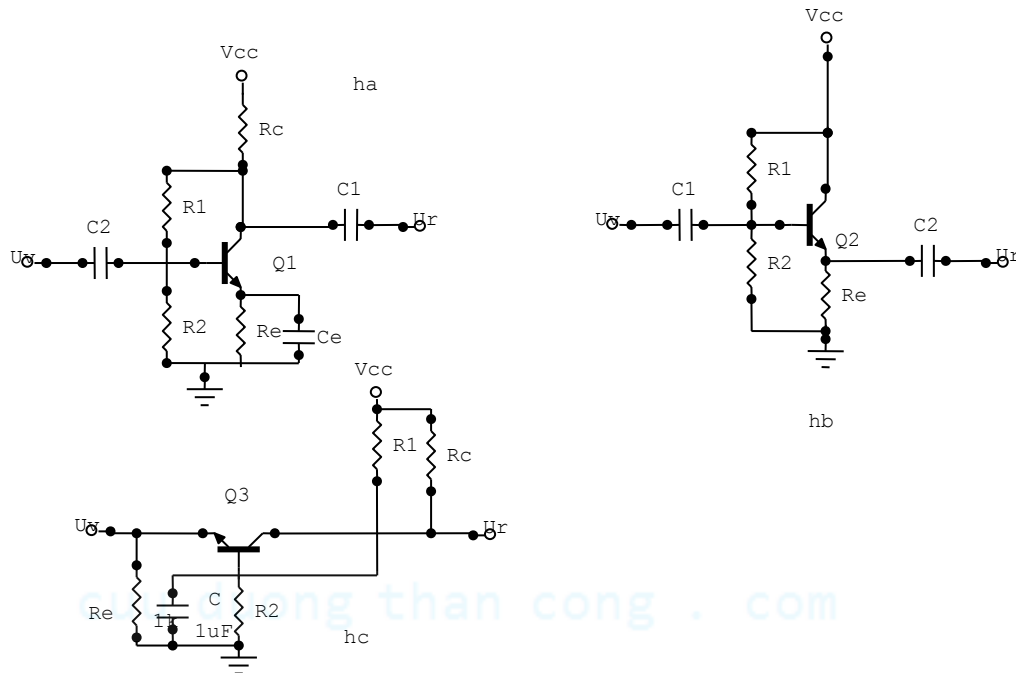 Vcc
ha
Rc
R1
C1
Ur
C2
Uv
Q1
R2
Re
Ce
Vcc
R1
C1
Uv
Q2
C2
Ur
R2
Re
hb
Vcc
R1
Rc
Q3
Uv
Ur
Re
C
1uF
R2
hc
cuu duong than cong . com